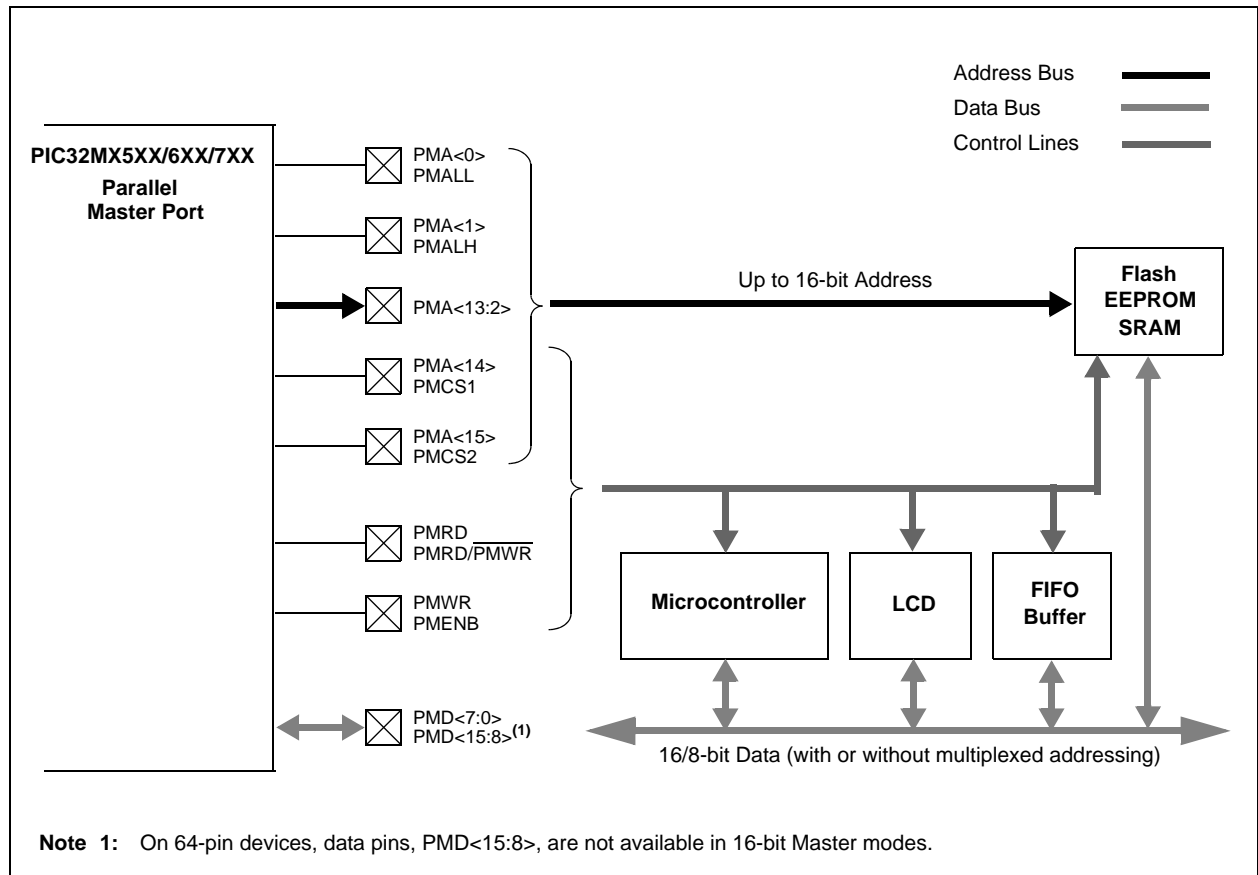 Address Bus
Data Bus
Control Lines
PIC32MX5XX/6XX/7XX
Parallel
Master Port
PMA<0>
PMALL
PMA<1>
PMALH
PMA<13:2>
PMA<14>
PMCS1
PMA<15>
PMCS2
PMRD
PMRD/PMWR
PMWR
PMENB
PMD<7:0>
PMD<15:8>(1)
Up to 16-bit Address
Flash
EEPROM
SRAM
Microcontroller
LCD
FIFO
Buffer
16/8-bit Data (with or without multiplexed addressing)
Note 1: On 64-pin devices, data pins, PMD<15:8>, are not available in 16-bit Master modes.